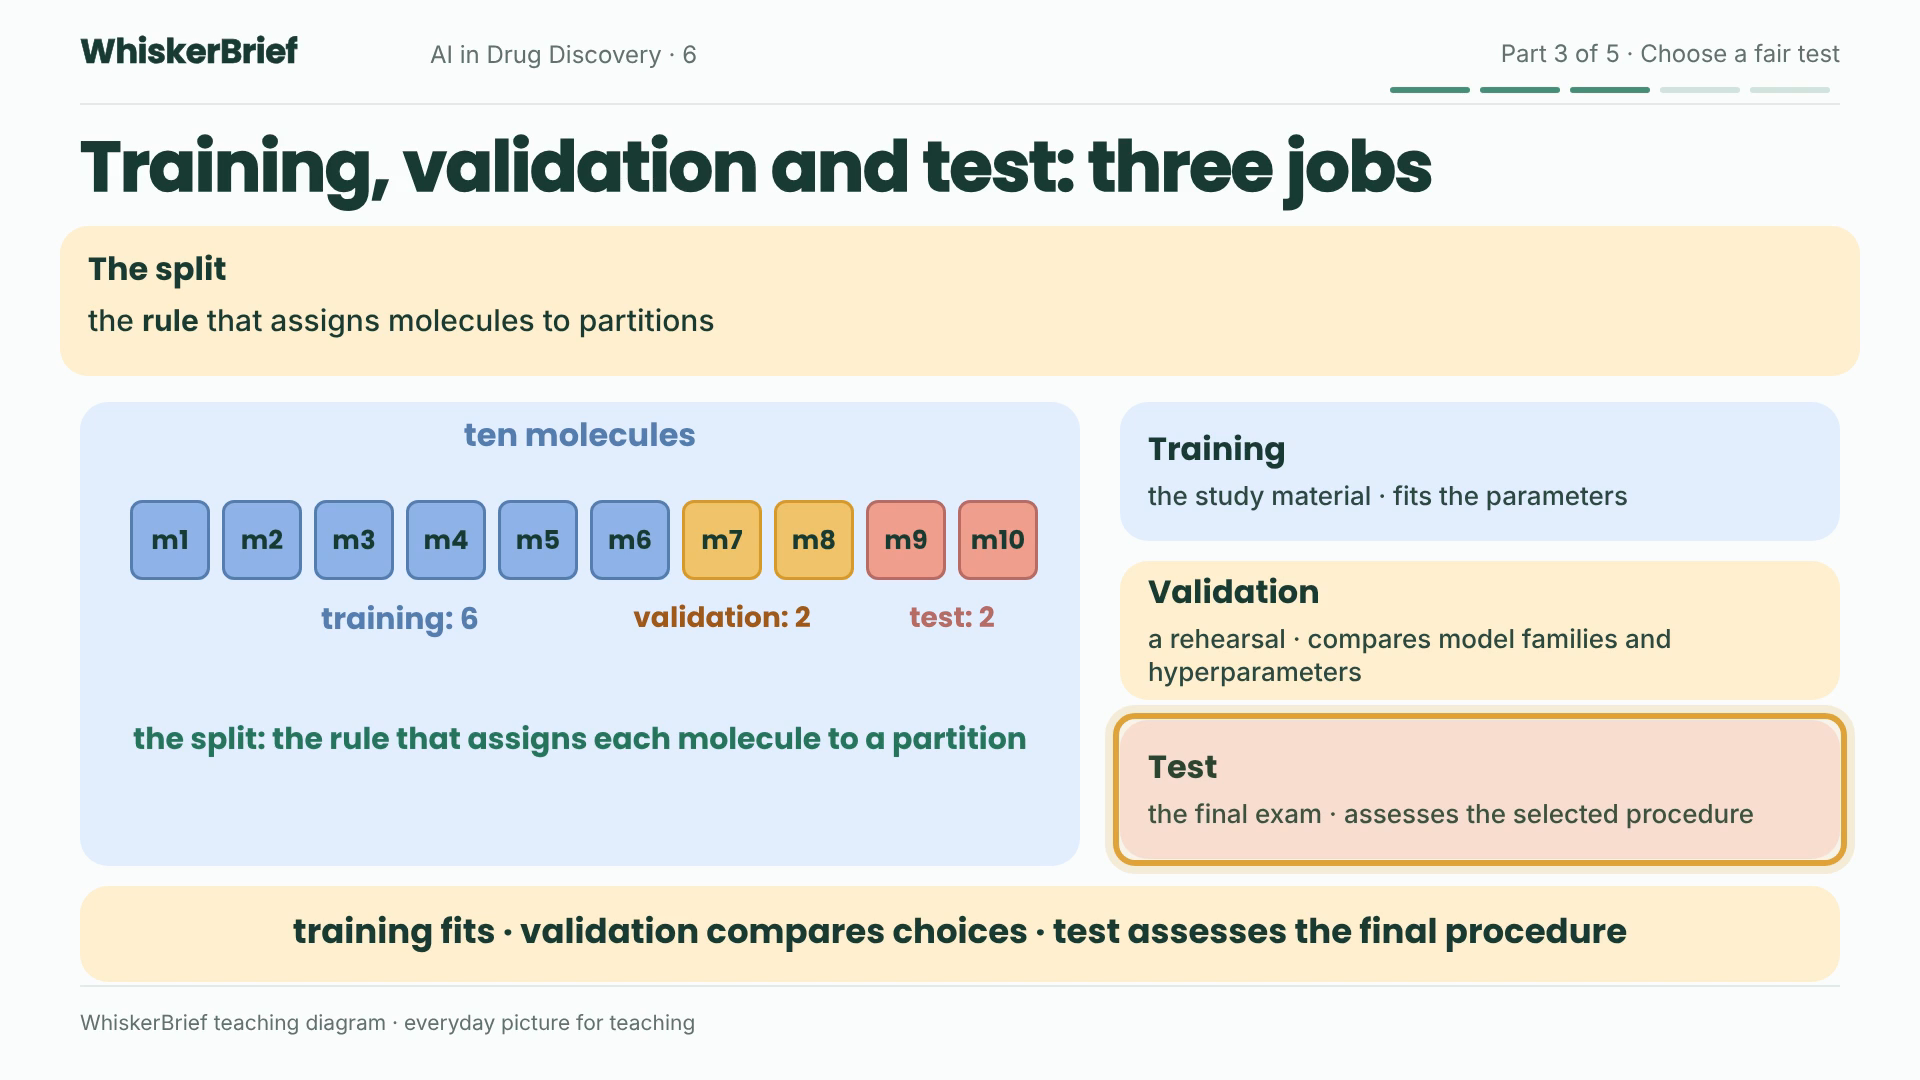 WhiskerBrief
AI in Drug Discovery · 6
Part 3 of 5 · Choose a fair test
Training, validation and test: three jobs
The split
the rule that assigns molecules to partitions
ten molecules
m1 m2 m3 m4 m5 m6 m7 m8 m9 m10
training: 6 validation: 2 test: 2
the split: the rule that assigns each molecule to a partition
Training
the study material · fits the parameters
Validation
a rehearsal · compares model families and
hyperparameters
Test
the final exam · assesses the selected procedure
training fits · validation compares choices · test assesses the final procedure
WhiskerBrief teaching diagram · everyday picture for teaching